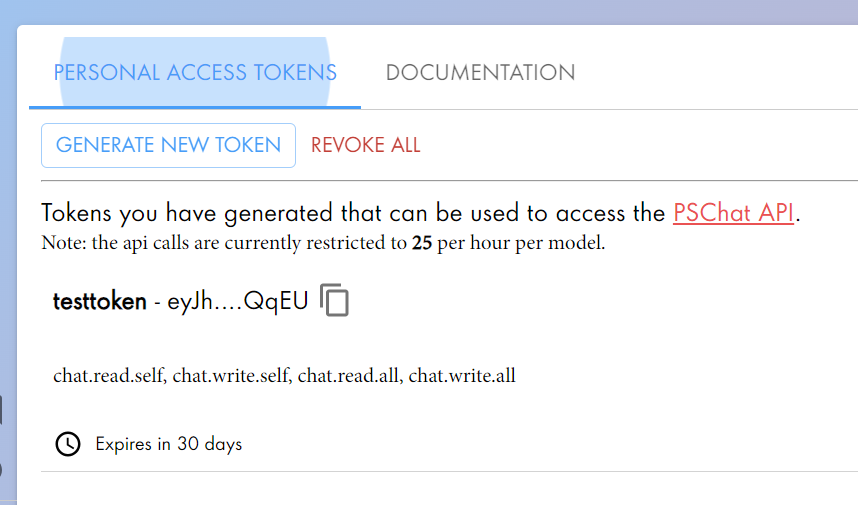 PERSONAL ACCESS TOKENS
DOCUMENTATION
GENERATE NEW TOKEN
REVOKE ALL
Tokens you have generated that can be used to access the PSChat API.
Note: the api calls are currently restricted to 25 per hour per model.
testtoken - eyJh....QqEU
chat.read.self, chat.write.self, chat.read.all, chat.write.all
Expires in 30 days